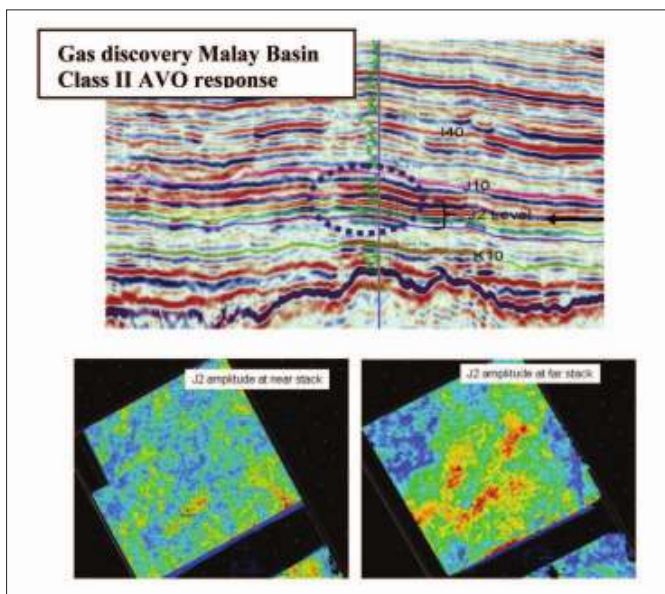 Gas discovery Malay Basin
Class II AVO response
I40
J10
J2 Level
K10
J2 amplitude at near stack
J2 amplitude at far stack